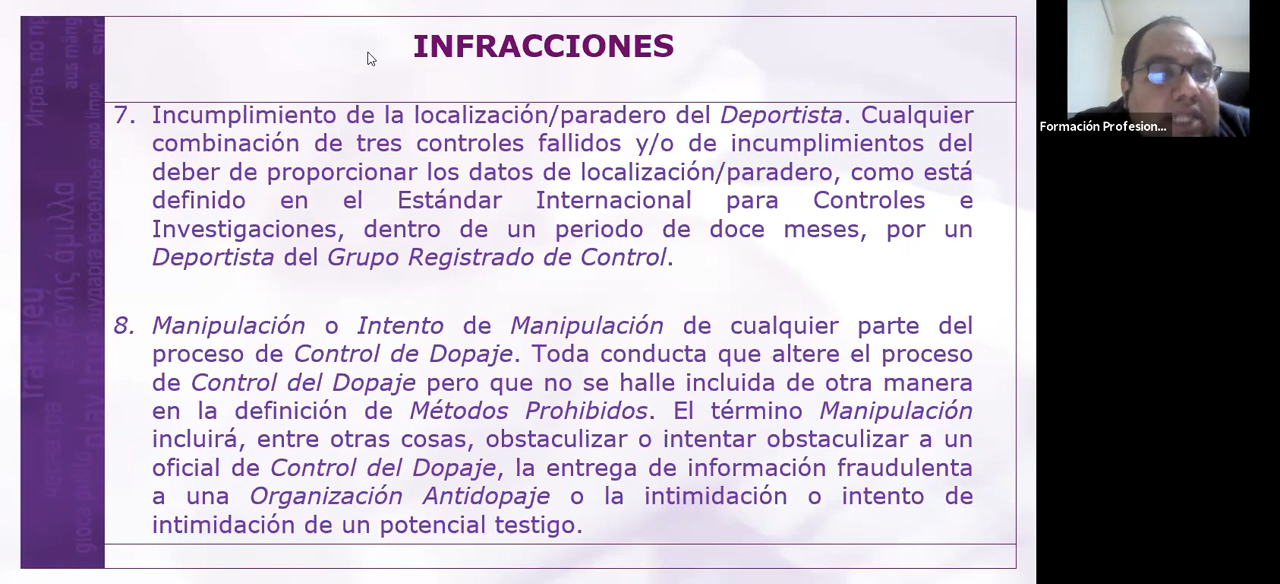 INFRACCIONES
7. Incumplimiento de la localización/paradero del Deportista. Cualquier
combinación de tres controles fallidos y/o de incumplimientos del
deber de proporcionar los datos de localización/paradero, como está
definido en el Estándar Internacional para Controles e
Investigaciones, dentro de un periodo de doce meses, por un
Deportista del Grupo Registrado de Control.
8. Manipulación o Intento de Manipulación de cualquier parte del
proceso de Control de Dopaje. Toda conducta que altere el proceso
de Control del Dopaje pero que no se halle incluida de otra manera
en la definición de Métodos Prohibidos. El término Manipulación
incluirá, entre otras cosas, obstaculizar o intentar obstaculizar a un
oficial de Control del Dopaje, la entrega de información fraudulenta
a una Organización Antidopaje o la intimidación o intento de
intimidación de un potencial testigo.
Formación Profesion...